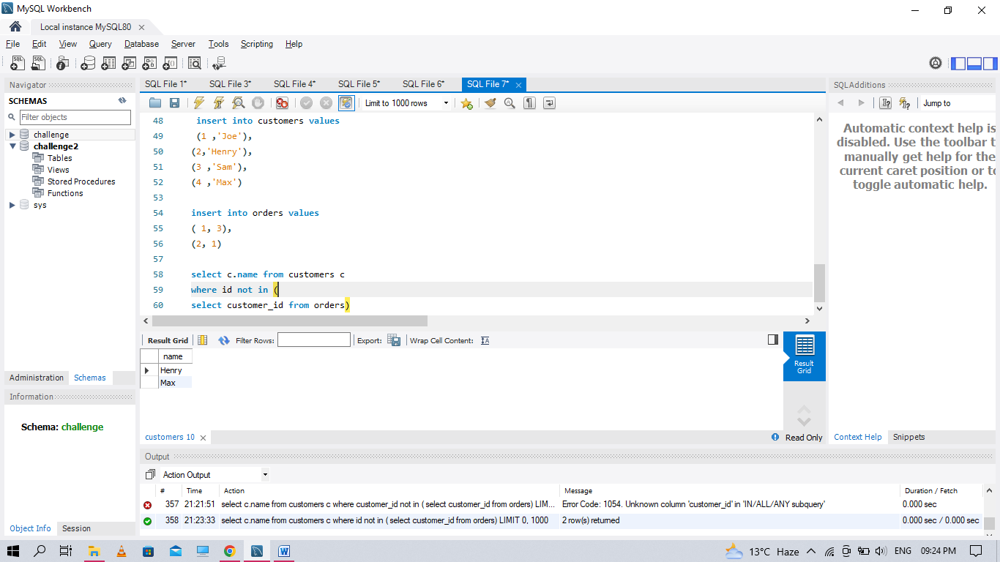 MySQL Workbench
Local instance MySQL80
File Edit View Query Database Server Tools Scripting Help
Navigator
SCHEMAS
Filter objects
challenge
challenge2
Tables
Views
Stored Procedures
Functions
sys
Administration Schemas
Information
Schema: challenge
Object Info Session
SQL File 1* SQL File 3* SQL File 4* SQL File 5* SQL File 6* SQL File 7*
Limit to 1000 rows
48 insert into customers values
49 (1 ,'Joe'),
50 (2,'Henry'),
51 (3 ,'Sam'),
52 (4 ,'Max')
53
54 insert into orders values
55 ( 1, 3),
56 (2, 1)
57
58 select c.name from customers c
59 where id not in (
60 select customer_id from orders)
Result Grid Filter Rows: Export: Wrap Cell Content:
name
Henry
Max
Result
Grid
customers 10
Read Only
Output
Action Output
# Time Action Message Duration / Fetch
357 21:21:51 select c.name from customers c where customer_id not in ( select customer_id from orders) LIM... Error Code: 1054. Unknown column 'customer_id' in 'IN/ALL/ANY subquery' 0.000 sec
358 21:23:33 select c.name from customers c where id not in ( select customer_id from orders) LIMIT 0, 1000 2 row(s) returned 0.000 sec / 0.000 sec
SQLAdditions
Jump to
Automatic context help is
disabled. Use the toolbar t
manually get help for the
current caret position or to
toggle automatic help.
Context Help Snippets
13°C Haze ENG 09:24 PM